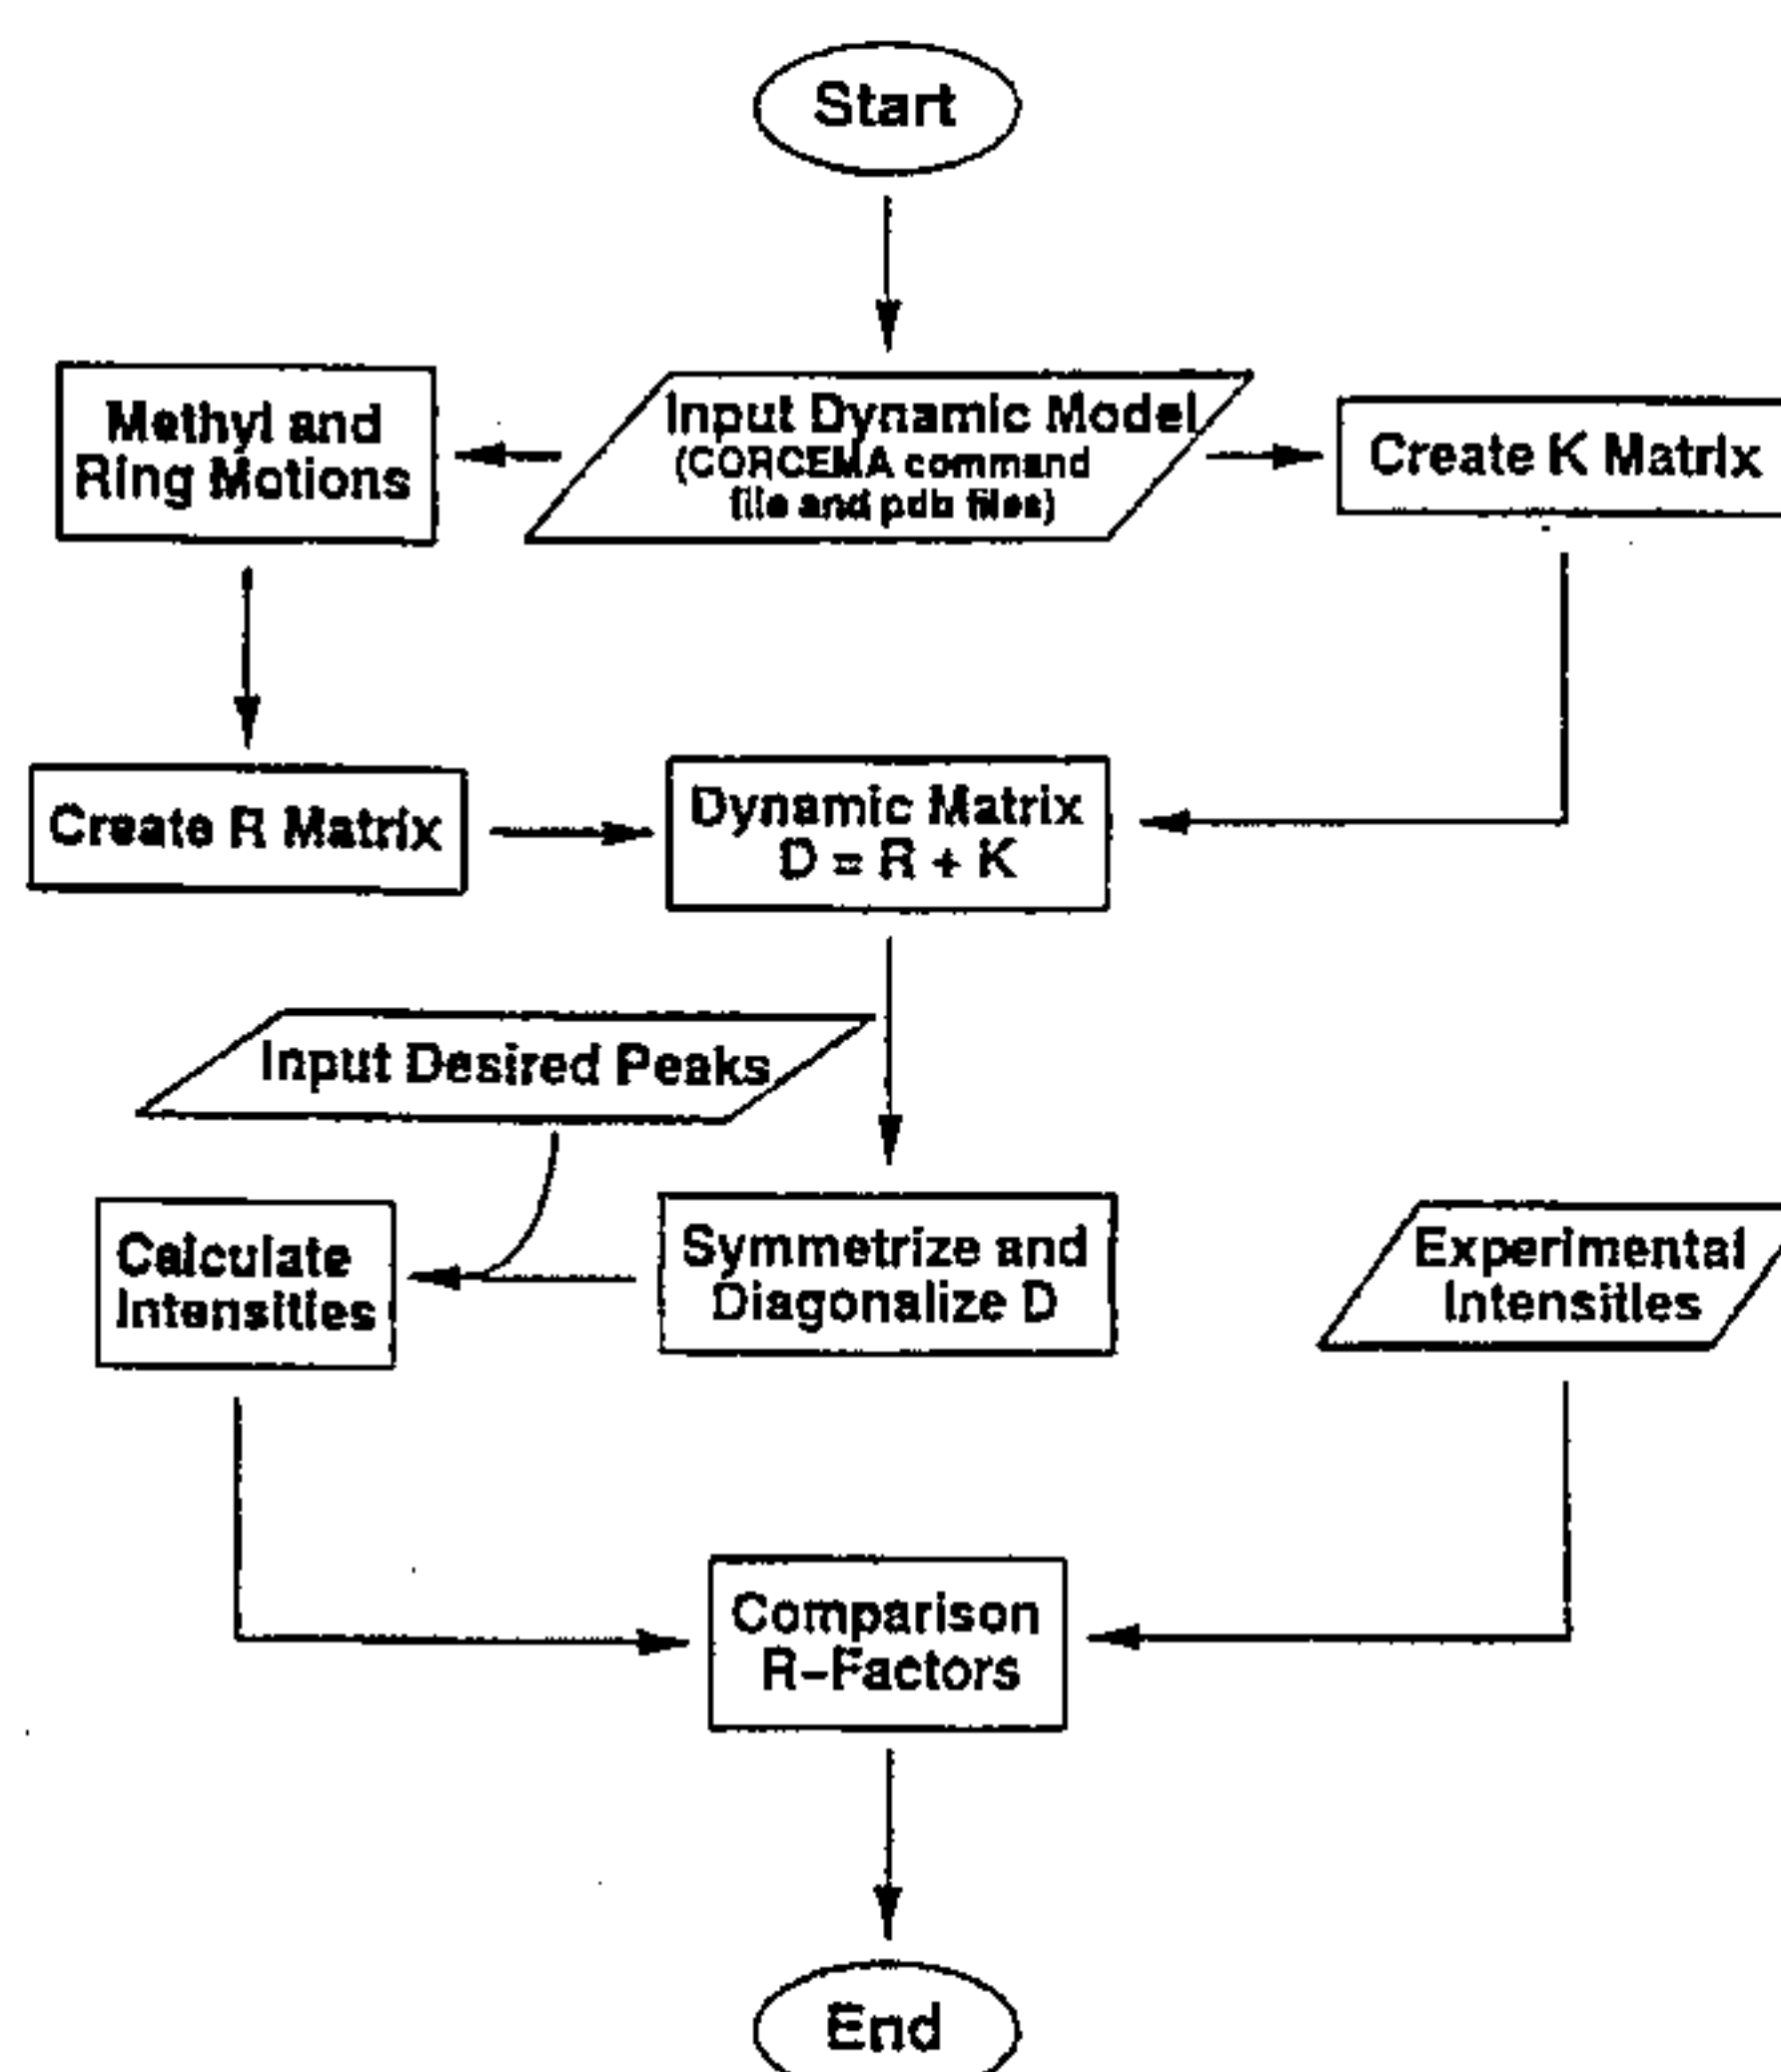 Start
Methyl and
Ring Motions
Input Dynamic Model
(CORCEMA command
file and pdb files)
Create K Matrix
Create R Matrix
Dynamic Matrix
D = R + K
Input Desired Peaks
Calculate
Intensities
Symmetrize and
Diagonalize D
Experimental
Intensities
Comparison
R-Factors
End